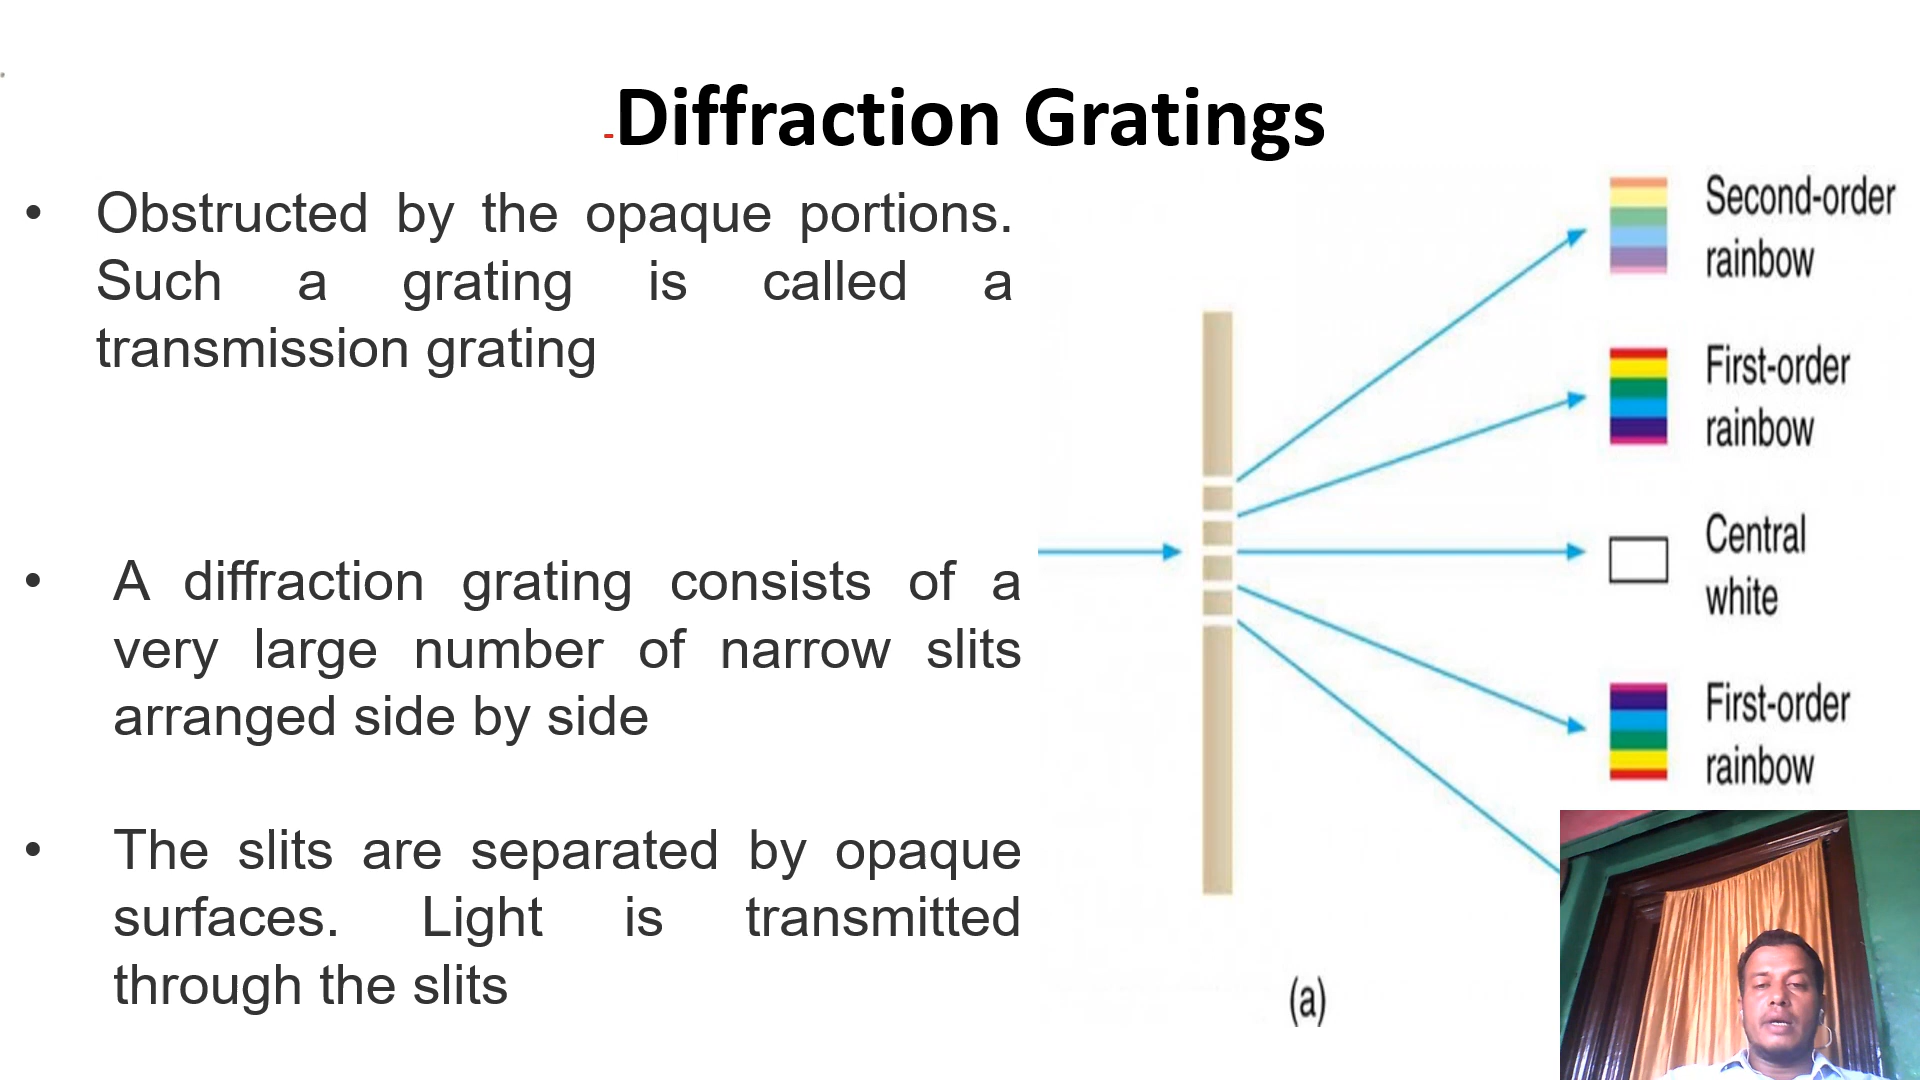 -Diffraction Gratings
• Obstructed by the opaque portions.
Such a grating is called a
transmission grating
• A diffraction grating consists of a
very large number of narrow slits
arranged side by side
• The slits are separated by opaque
surfaces. Light is transmitted
through the slits
Second-order
rainbow
First-order
rainbow
Central
white
First-order
rainbow
(a)